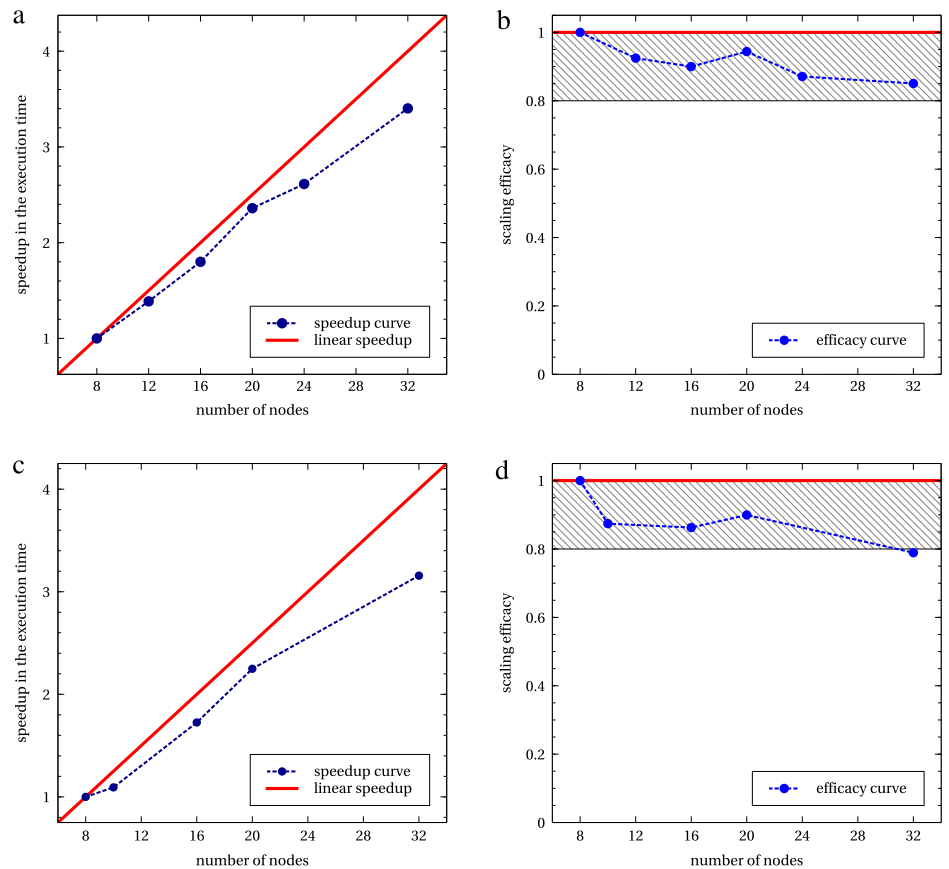 a
4
3
2
1
speedup in the execution time
8 12 16 20 24 28 32
number of nodes
speedup curve
linear speedup
b
1
0.8
0.6
0.4
0.2
0
scaling efficacy
8 12 16 20 24 28 32
number of nodes
efficacy curve
c
4
3
2
1
speedup in the execution time
8 12 16 20 24 28 32
number of nodes
speedup curve
linear speedup
d
1
0.8
0.6
0.4
0.2
0
scaling efficacy
8 12 16 20 24 28 32
number of nodes
efficacy curve